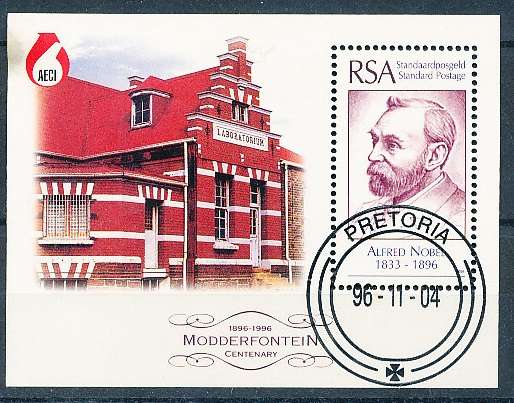 AECI
LABORATORIUM
RSA
Standaardposgeld
Standard Postage
ALFRED NOBEL
1833 - 1896
PRETORIA
96-11-04
1896-1996
MODDERFONTEIN
CENTENARY